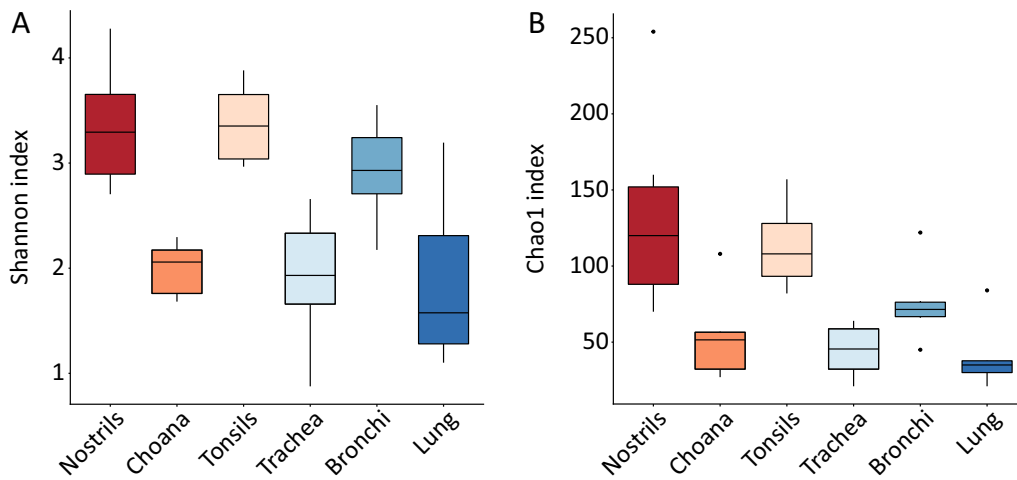 A
Shannon index
4
3
2
1
Nostrils
Choana
Tonsils
Trachea
Bronchi
Lung
B
Chao1 index
250
200
150
100
50
Nostrils
Choana
Tonsils
Trachea
Bronchi
Lung